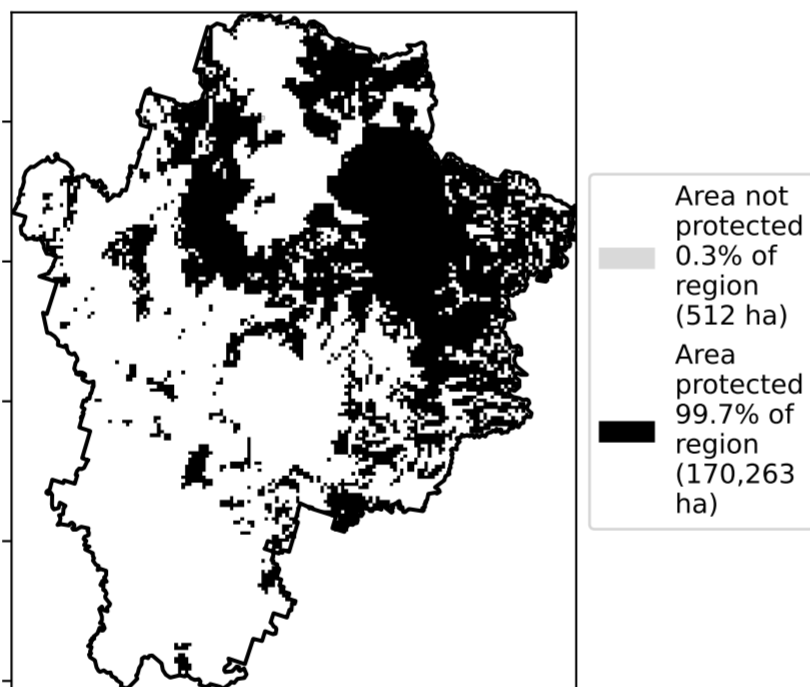 Area not
protected
0.3% of
region
(512 ha)
Area
protected
99.7% of
region
(170,263
ha)